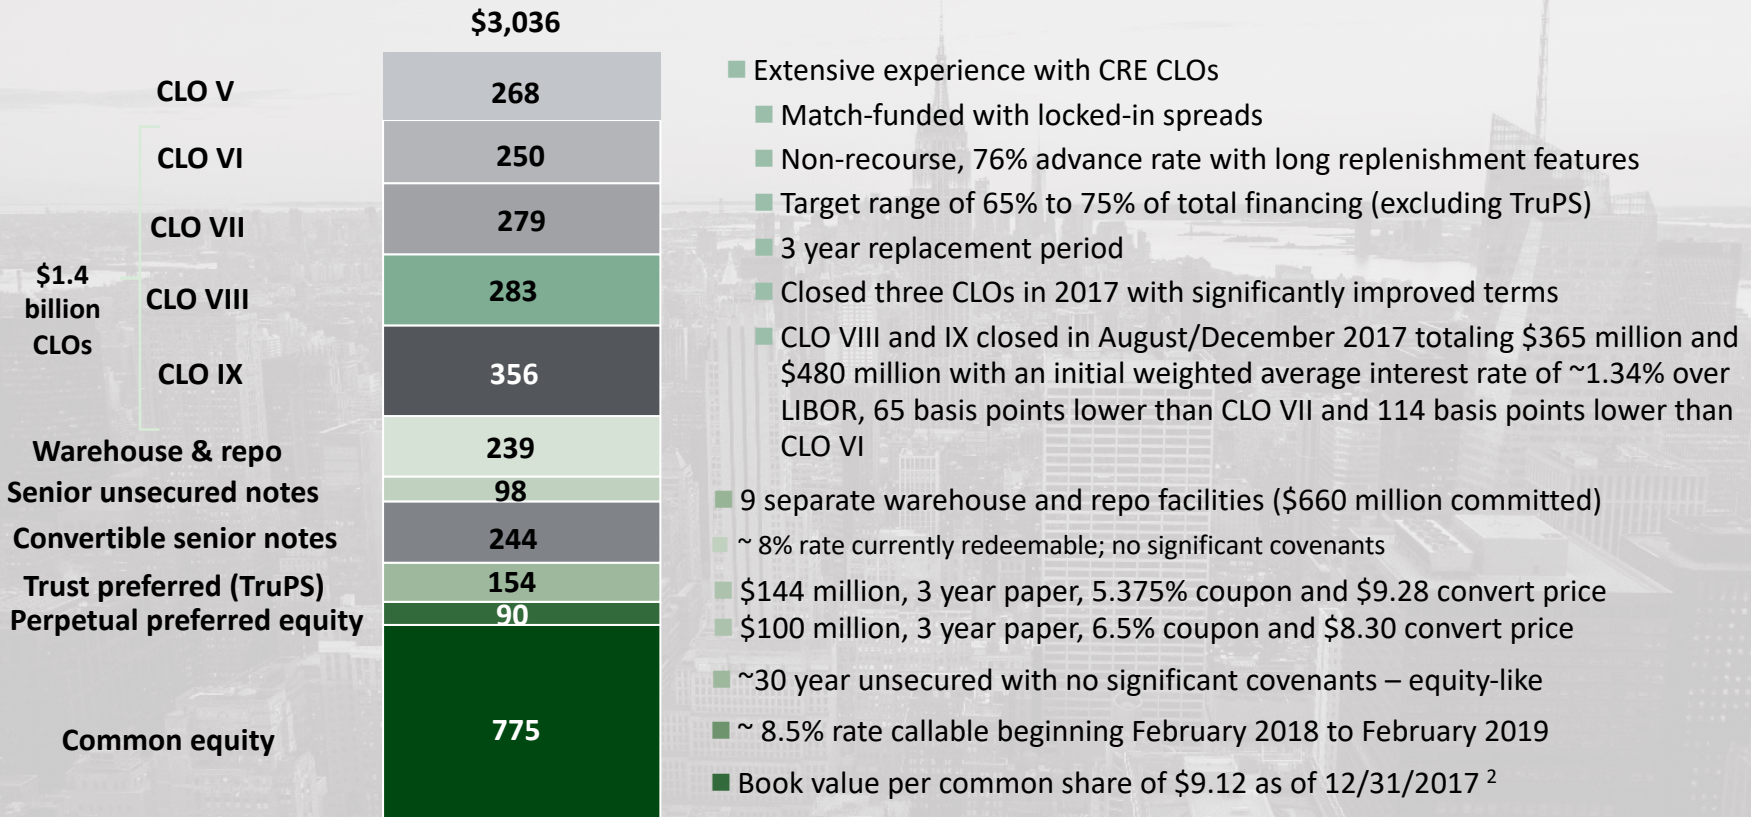 $3,036
CLO V
268
CLO VI
250
CLO VII
279
$1.4
billion
CLOs
CLO VIII
283
CLO IX
356
Warehouse & repo
239
Senior unsecured notes
98
Convertible senior notes
244
Trust preferred (TruPS)
154
Perpetual preferred equity
90
Common equity
775
Extensive experience with CRE CLOs
Match-funded with locked-in spreads
Non-recourse, 76% advance rate with long replenishment features
Target range of 65% to 75% of total financing (excluding TruPS)
3 year replacement period
Closed three CLOs in 2017 with significantly improved terms
CLO VIII and IX closed in August/December 2017 totaling $365 million and
$480 million with an initial weighted average interest rate of ~1.34% over
LIBOR, 65 basis points lower than CLO VII and 114 basis points lower than
CLO VI
9 separate warehouse and repo facilities ($660 million committed)
~ 8% rate currently redeemable; no significant covenants
$144 million, 3 year paper, 5.375% coupon and $9.28 convert price
$100 million, 3 year paper, 6.5% coupon and $8.30 convert price
~30 year unsecured with no significant covenants – equity-like
~ 8.5% rate callable beginning February 2018 to February 2019
Book value per common share of $9.12 as of 12/31/2017 ²